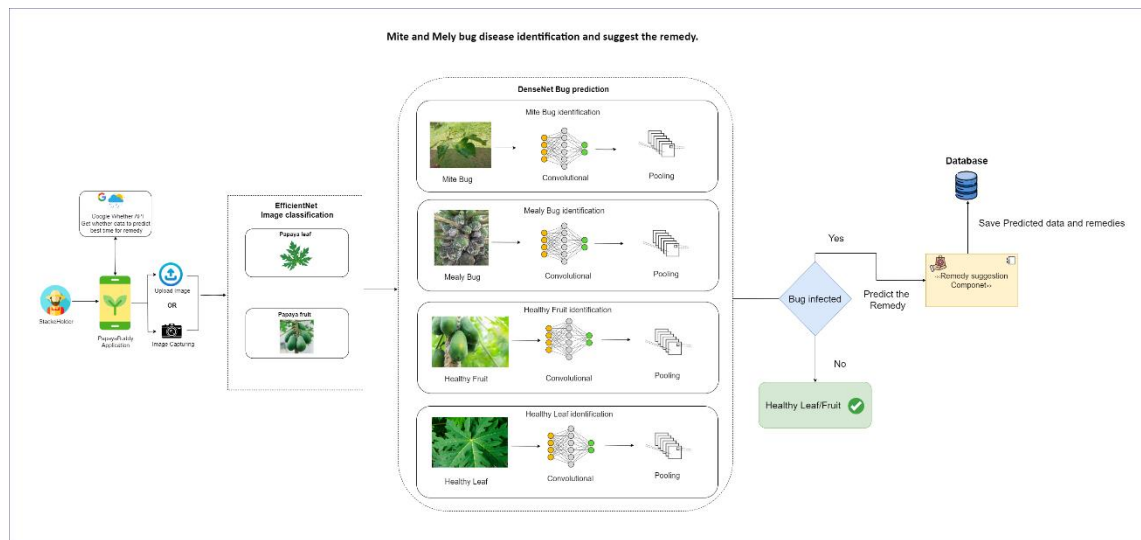 Mite and Mely bug disease identification and suggest the remedy.
DenseNet Bug prediction
Mite Bug identification
Mite Bug
Convolutional
Pooling
Mealy Bug identification
Mealy Bug
Convolutional
Pooling
Healthy Fruit identification
Healthy Fruit
Convolutional
Pooling
Healthy Leaf identification
Healthy Leaf
Convolutional
Pooling
Google Whether API
Get whether data to predict
best time for remedy
StackeHolder
PapayaBuddy
Application
Upload Image
OR
Image Capturing
EfficientNet
Image classification
Papaya leaf
Papaya fruit
Bug infected
Yes
Predict the
Remedy
No
Healthy Leaf/Fruit
Database
Save Predicted data and remedies
<<Remedy suggestion
Componet>>